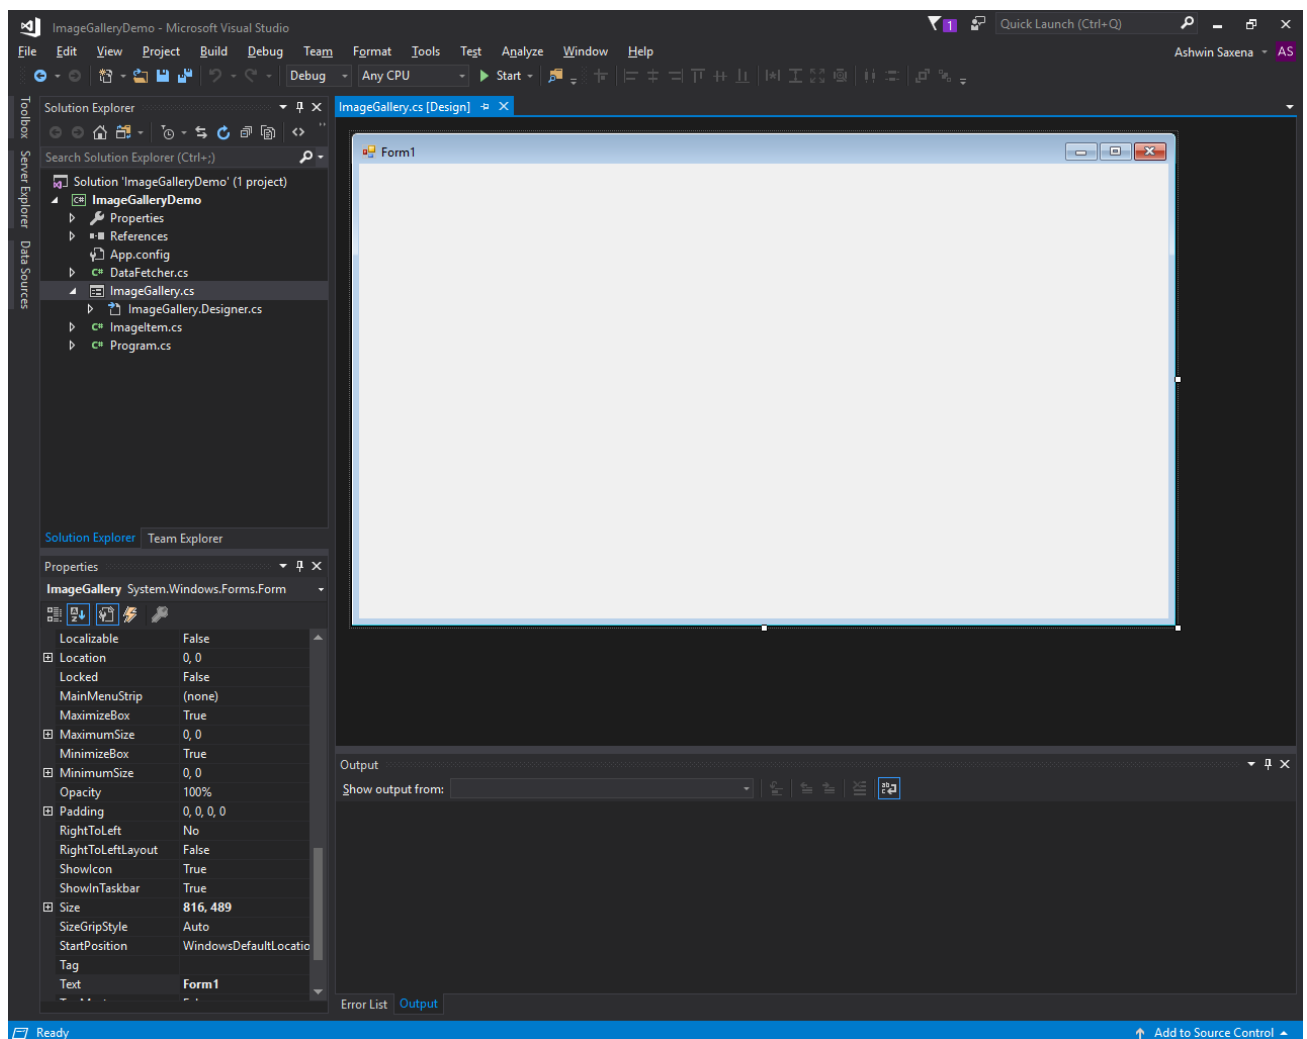 ImageGalleryDemo - Microsoft Visual Studio
1
Quick Launch (Ctrl+Q)
File Edit View Project Build Debug Team Format Tools Test Analyze Window Help
Ashwin Saxena AS
Debug Any CPU Start
Toolbox
Server Explorer
Data Sources
Solution Explorer
Search Solution Explorer (Ctrl+;)
Solution 'ImageGalleryDemo' (1 project)
C# ImageGalleryDemo
Properties
References
App.config
C# DataFetcher.cs
ImageGallery.cs
ImageGallery.Designer.cs
C# ImageItem.cs
C# Program.cs
Solution Explorer Team Explorer
Properties
ImageGallery System.Windows.Forms.Form
Localizable False
Location 0, 0
Locked False
MainMenuStrip (none)
MaximizeBox True
MaximumSize 0, 0
MinimizeBox True
MinimumSize 0, 0
Opacity 100%
Padding 0, 0, 0, 0
RightToLeft No
RightToLeftLayout False
ShowIcon True
ShowInTaskbar True
Size 816, 489
SizeGripStyle Auto
StartPosition WindowsDefaultLocatio
Tag
Text Form1
ImageGallery.cs [Design]
Form1
Output
Show output from:
Error List Output
Ready
Add to Source Control